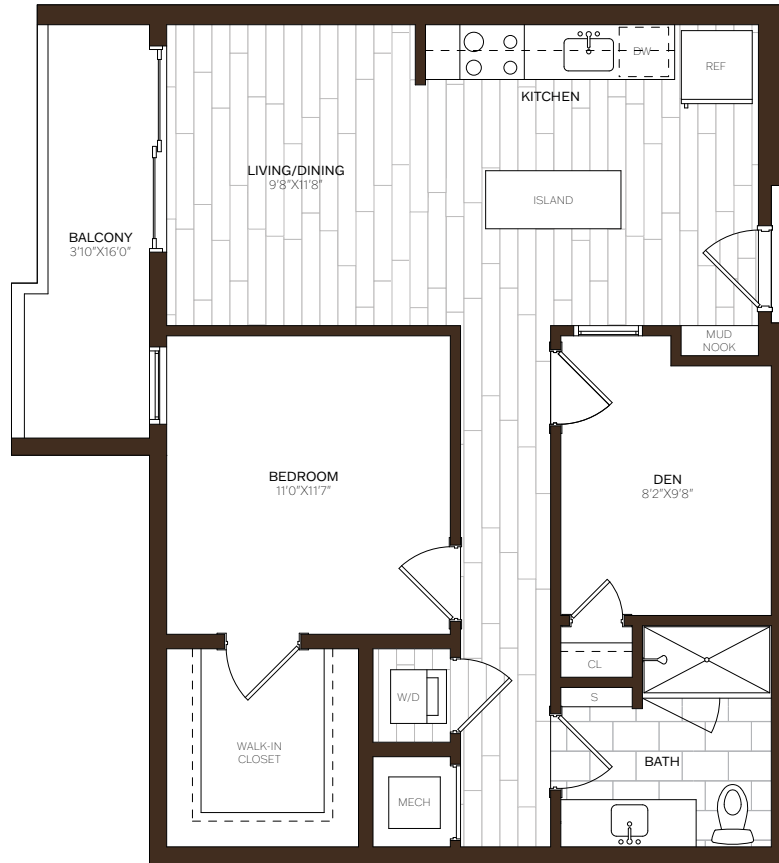 DW
REF
KITCHEN
LIVING/DINING
9'8"X11'8"
ISLAND
BALCONY
3'10"X16'0"
MUD
NOOK
BEDROOM
11'0"X11'7"
DEN
8'2"X9'8"
CL
W/D
S
WALK-IN
CLOSET
BATH
MECH